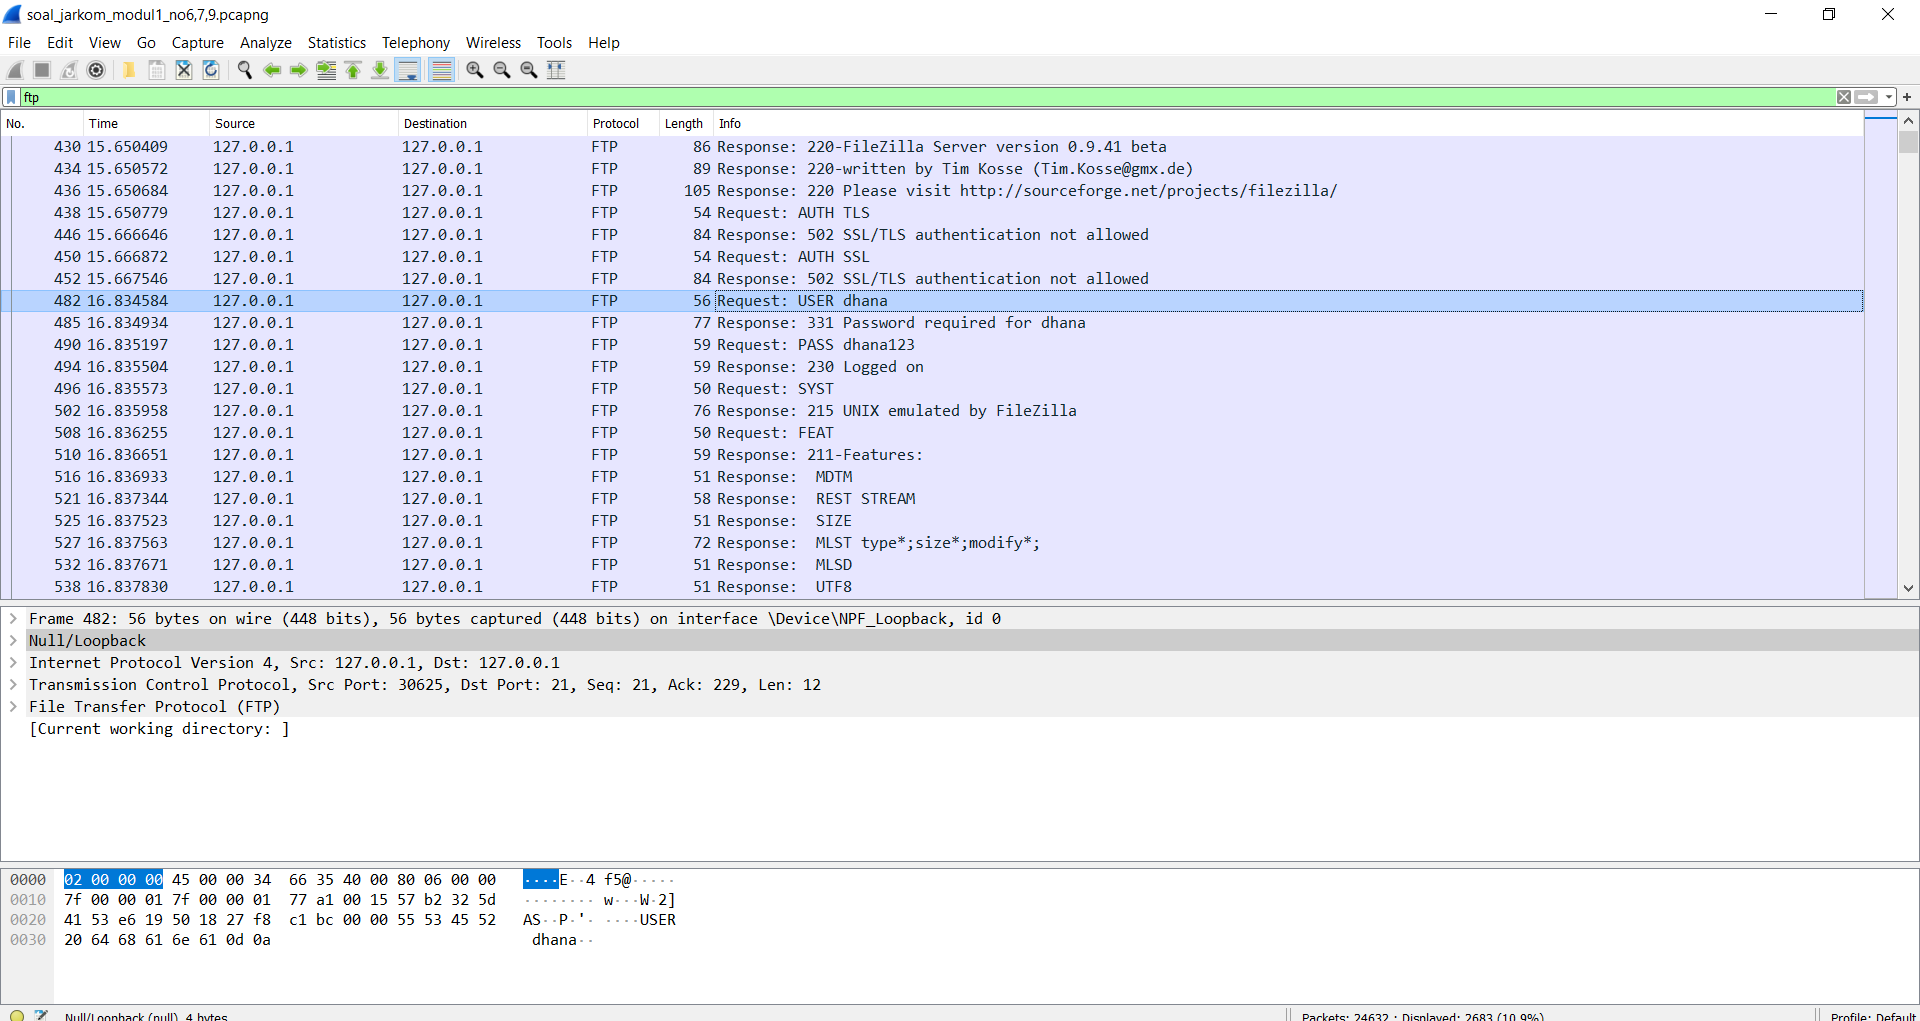 soal_jarkom_modul1_no6,7,9.pcapng
File Edit View Go Capture Analyze Statistics Telephony Wireless Tools Help
ftp
No. Time Source Destination Protocol Length Info
430 15.650409 127.0.0.1 127.0.0.1 FTP 86 Response: 220-FileZilla Server version 0.9.41 beta
434 15.650572 127.0.0.1 127.0.0.1 FTP 89 Response: 220-written by Tim Kosse (Tim.Kosse@gmx.de)
436 15.650684 127.0.0.1 127.0.0.1 FTP 105 Response: 220 Please visit http://sourceforge.net/projects/filezilla/
438 15.650779 127.0.0.1 127.0.0.1 FTP 54 Request: AUTH TLS
446 15.666646 127.0.0.1 127.0.0.1 FTP 84 Response: 502 SSL/TLS authentication not allowed
450 15.666872 127.0.0.1 127.0.0.1 FTP 54 Request: AUTH SSL
452 15.667546 127.0.0.1 127.0.0.1 FTP 84 Response: 502 SSL/TLS authentication not allowed
482 16.834584 127.0.0.1 127.0.0.1 FTP 56 Request: USER dhana
485 16.834934 127.0.0.1 127.0.0.1 FTP 77 Response: 331 Password required for dhana
490 16.835197 127.0.0.1 127.0.0.1 FTP 59 Request: PASS dhana123
494 16.835504 127.0.0.1 127.0.0.1 FTP 59 Response: 230 Logged on
496 16.835573 127.0.0.1 127.0.0.1 FTP 50 Request: SYST
502 16.835958 127.0.0.1 127.0.0.1 FTP 76 Response: 215 UNIX emulated by FileZilla
508 16.836255 127.0.0.1 127.0.0.1 FTP 50 Request: FEAT
510 16.836651 127.0.0.1 127.0.0.1 FTP 59 Response: 211-Features:
516 16.836933 127.0.0.1 127.0.0.1 FTP 51 Response: MDTM
521 16.837344 127.0.0.1 127.0.0.1 FTP 58 Response: REST STREAM
525 16.837523 127.0.0.1 127.0.0.1 FTP 51 Response: SIZE
527 16.837563 127.0.0.1 127.0.0.1 FTP 72 Response: MLST type*;size*;modify*;
532 16.837671 127.0.0.1 127.0.0.1 FTP 51 Response: MLSD
538 16.837830 127.0.0.1 127.0.0.1 FTP 51 Response: UTF8
Frame 482: 56 bytes on wire (448 bits), 56 bytes captured (448 bits) on interface \Device\NPF_Loopback, id 0
Null/Loopback
Internet Protocol Version 4, Src: 127.0.0.1, Dst: 127.0.0.1
Transmission Control Protocol, Src Port: 30625, Dst Port: 21, Seq: 21, Ack: 229, Len: 12
File Transfer Protocol (FTP)
[Current working directory: ]
0000 02 00 00 00 45 00 00 34 66 35 40 00 80 06 00 00 ····E··4 f5@·····
0010 7f 00 00 01 7f 00 00 01 77 a1 00 15 57 b2 32 5d ········ w···W·2]
0020 41 53 e6 19 50 18 27 f8 c1 bc 00 00 55 53 45 52 AS··P·'· ····USER
0030 20 64 68 61 6e 61 0d 0a dhana··
Null/Loopback (null), 4 bytes Packets: 24632 · Displayed: 2683 (10.9%) Profile: Default